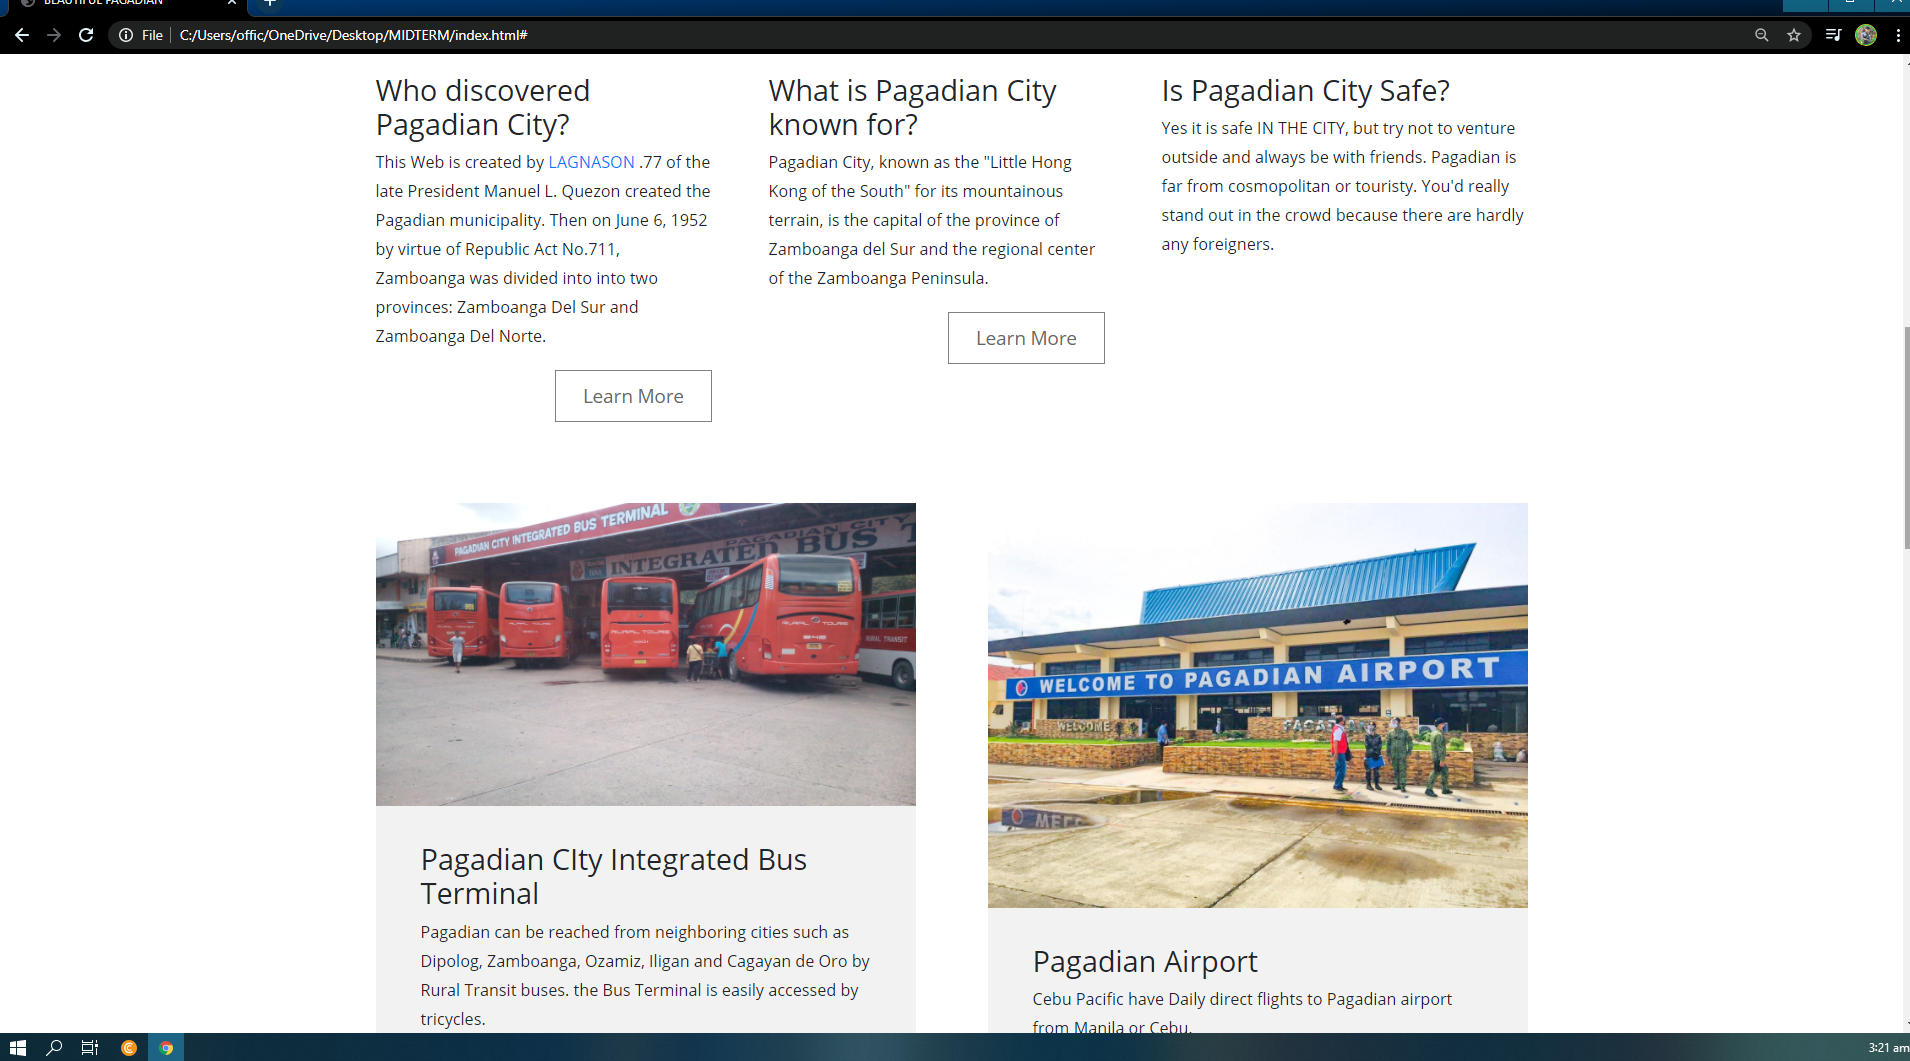 BEAUTIFUL PAGADIAN
File
C:/Users/offic/OneDrive/Desktop/MIDTERM/index.html#
Who discovered
Pagadian City?
This Web is created by LAGNASON .77 of the
late President Manuel L. Quezon created the
Pagadian municipality. Then on June 6, 1952
by virtue of Republic Act No.711,
Zamboanga was divided into into two
provinces: Zamboanga Del Sur and
Zamboanga Del Norte.
Learn More
What is Pagadian City
known for?
Pagadian City, known as the "Little Hong
Kong of the South" for its mountainous
terrain, is the capital of the province of
Zamboanga del Sur and the regional center
of the Zamboanga Peninsula.
Learn More
Is Pagadian City Safe?
Yes it is safe IN THE CITY, but try not to venture
outside and always be with friends. Pagadian is
far from cosmopolitan or touristy. You'd really
stand out in the crowd because there are hardly
any foreigners.
PAGADIAN CITY INTEGRATED BUS TERMINAL
PAGADIAN CITY
INTEGRATED BUS T
RURAL TOURS
RURAL TOURS
RURAL TRANSIT
WELCOME TO PAGADIAN AIRPORT
WELCOME
PAGADIAN
Pagadian CIty Integrated Bus
Terminal
Pagadian can be reached from neighboring cities such as
Dipolog, Zamboanga, Ozamiz, Iligan and Cagayan de Oro by
Rural Transit buses. the Bus Terminal is easily accessed by
tricycles.
Pagadian Airport
Cebu Pacific have Daily direct flights to Pagadian airport
from Manila or Cebu.
3:21 am